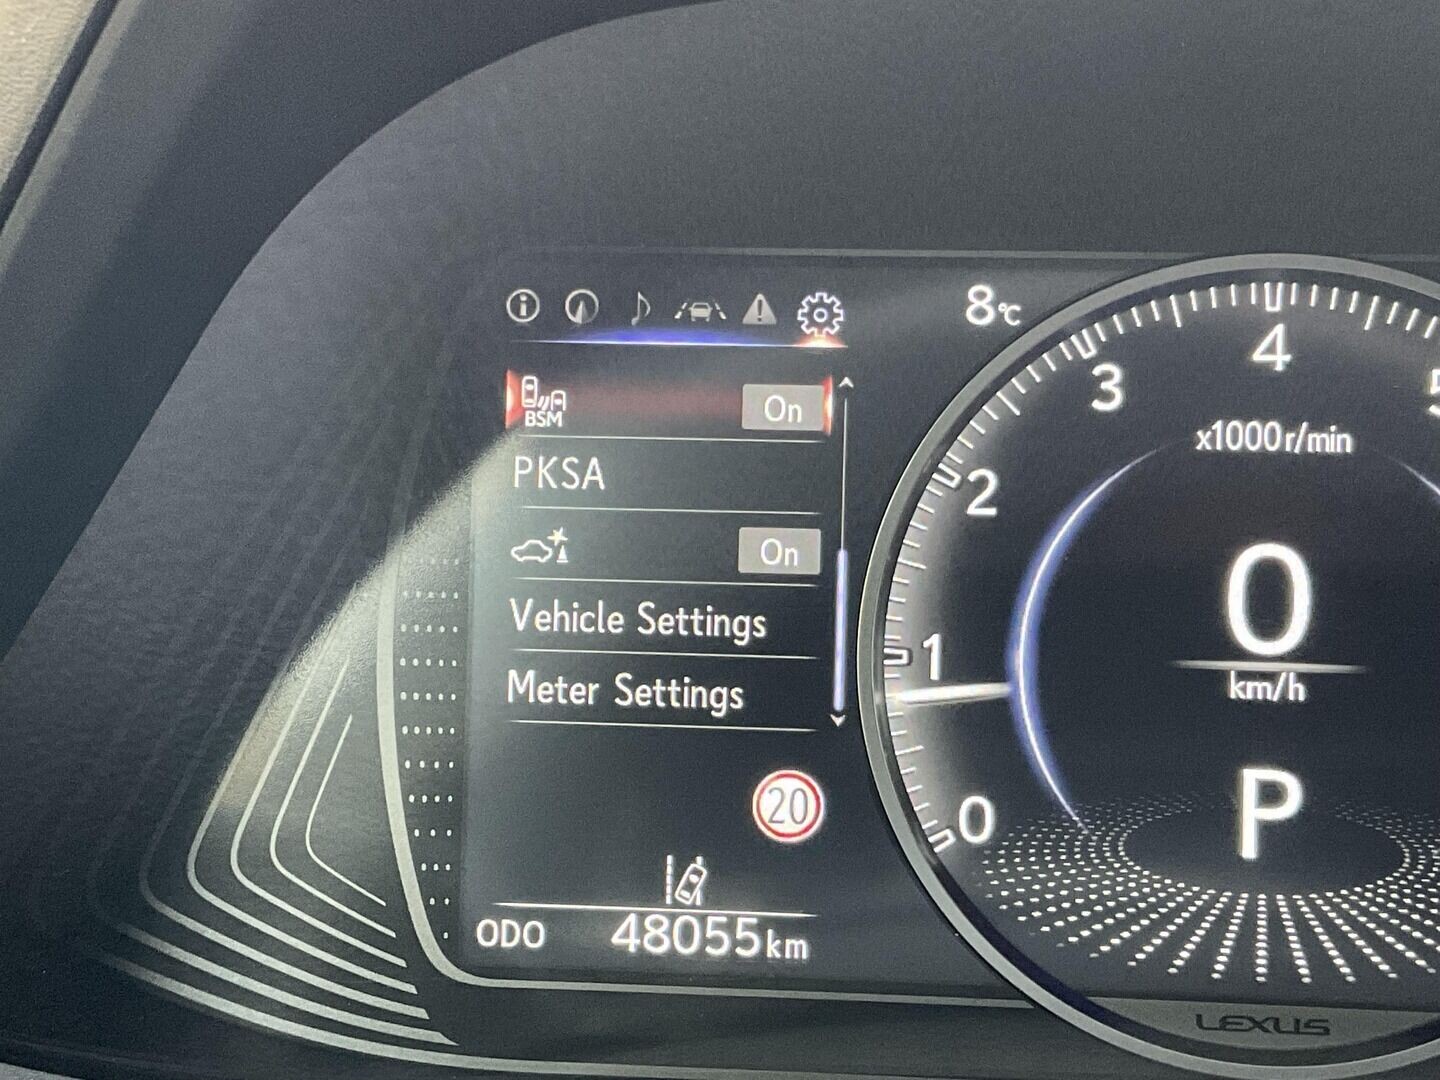 8°C
BSM On
PKSA
On
Vehicle Settings
Meter Settings
20
ODO 48055km
4
3
2
1
0
x1000r/min
0
km/h
P
LEXUS